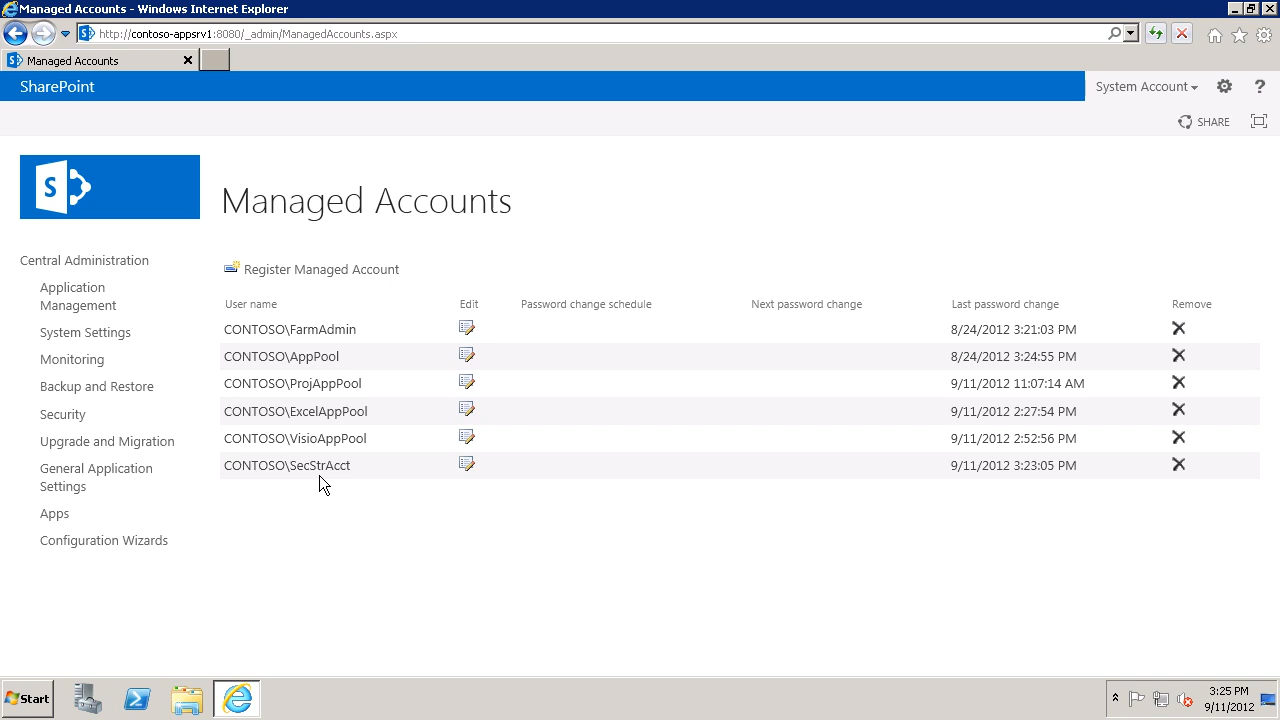 Managed Accounts - Windows Internet Explorer
http://contoso-appsrv1:8080/_admin/ManagedAccounts.aspx
Managed Accounts
SharePoint
System Account
?
SHARE
S
Managed Accounts
Central Administration
Application
Management
System Settings
Monitoring
Backup and Restore
Security
Upgrade and Migration
General Application
Settings
Apps
Configuration Wizards
Register Managed Account
User name Edit Password change schedule Next password change Last password change Remove
CONTOSO\FarmAdmin 8/24/2012 3:21:03 PM
CONTOSO\AppPool 8/24/2012 3:24:55 PM
CONTOSO\ProjAppPool 9/11/2012 11:07:14 AM
CONTOSO\ExcelAppPool 9/11/2012 2:27:54 PM
CONTOSO\VisioAppPool 9/11/2012 2:52:56 PM
CONTOSO\SecStrAcct 9/11/2012 3:23:05 PM
Start
3:25 PM
9/11/2012